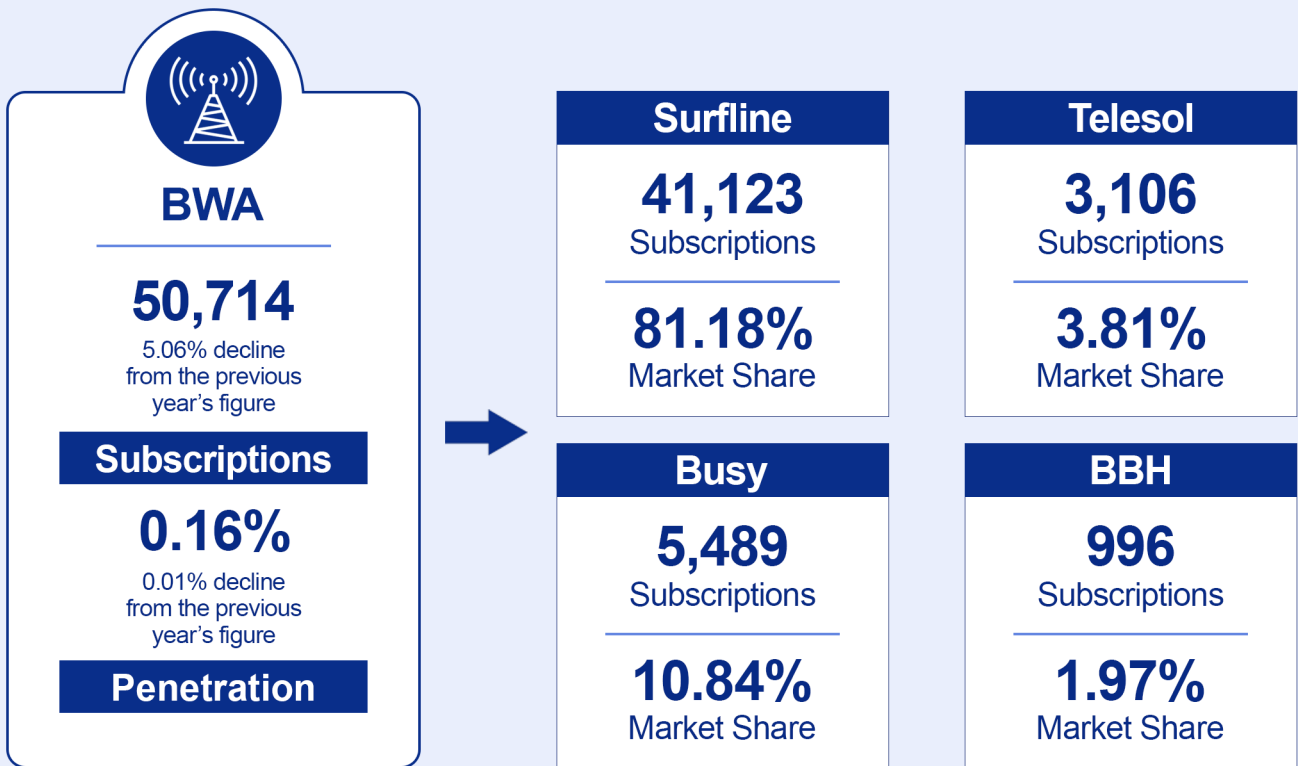 BWA
50,714
5.06% decline
from the previous
year’s figure
Subscriptions
0.16%
0.01% decline
from the previous
year’s figure
Penetration
Surfline
41,123
Subscriptions
81.18%
Market Share
Telesol
3,106
Subscriptions
3.81%
Market Share
Busy
5,489
Subscriptions
10.84%
Market Share
BBH
996
Subscriptions
1.97%
Market Share